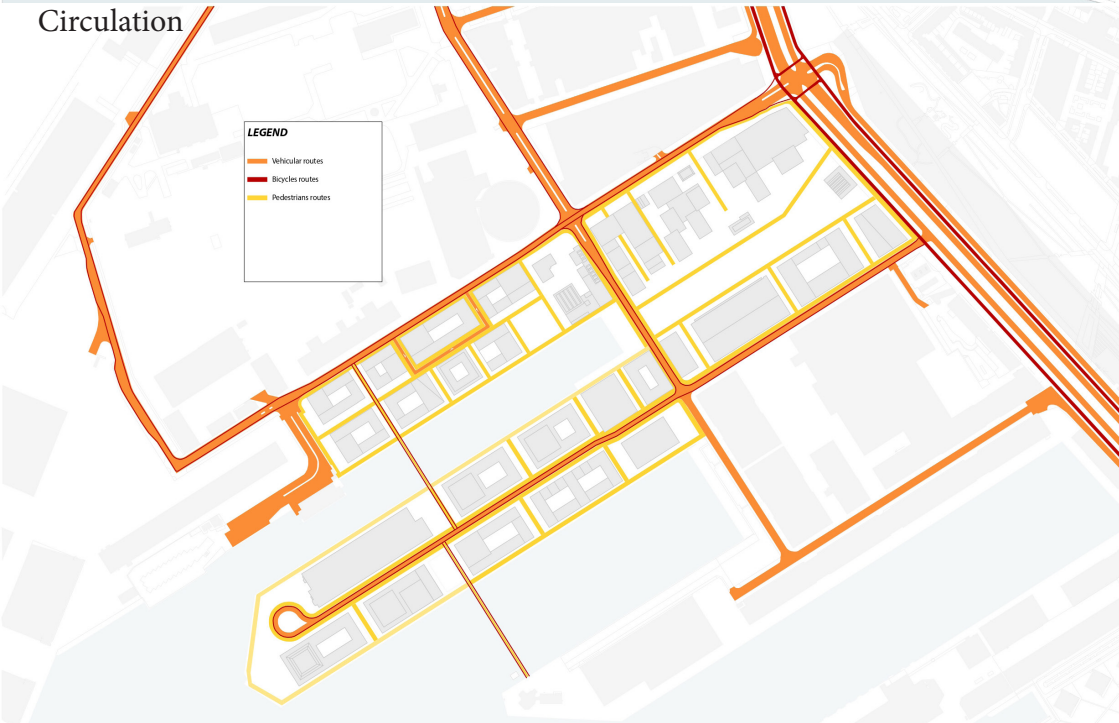 Circulation
LEGEND
Vehicular routes
Bicycles routes
Pedestrians routes